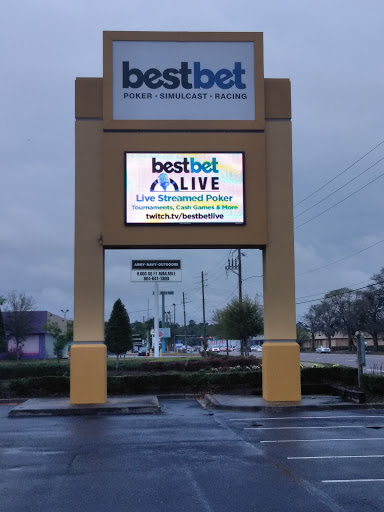 bestbet
POKER • SIMULCAST • RACING
bestbet
LIVE
Live Streamed Poker
Tournaments, Cash Games & More
twitch.tv/bestbetlive
ARMY-NAVY-OUTDOORS